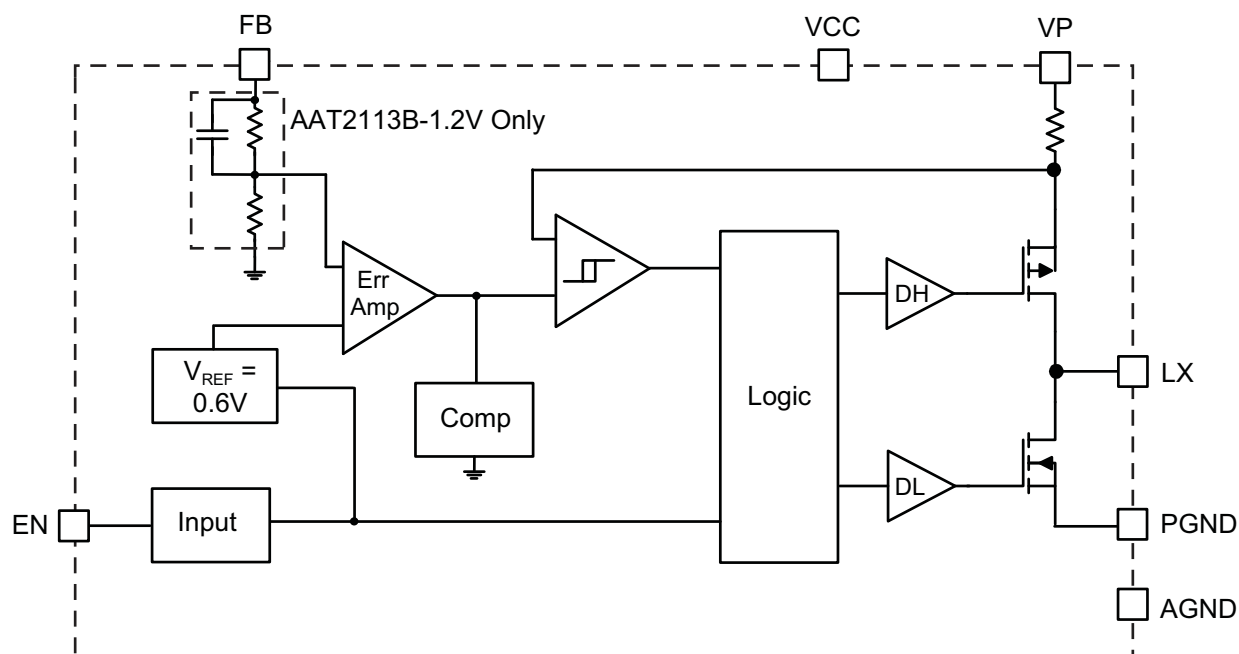 FB
VCC
VP
AAT2113B-1.2V Only
Err
Amp
DH
V_REF =
0.6V
LX
Comp
Logic
DL
EN
Input
PGND
AGND